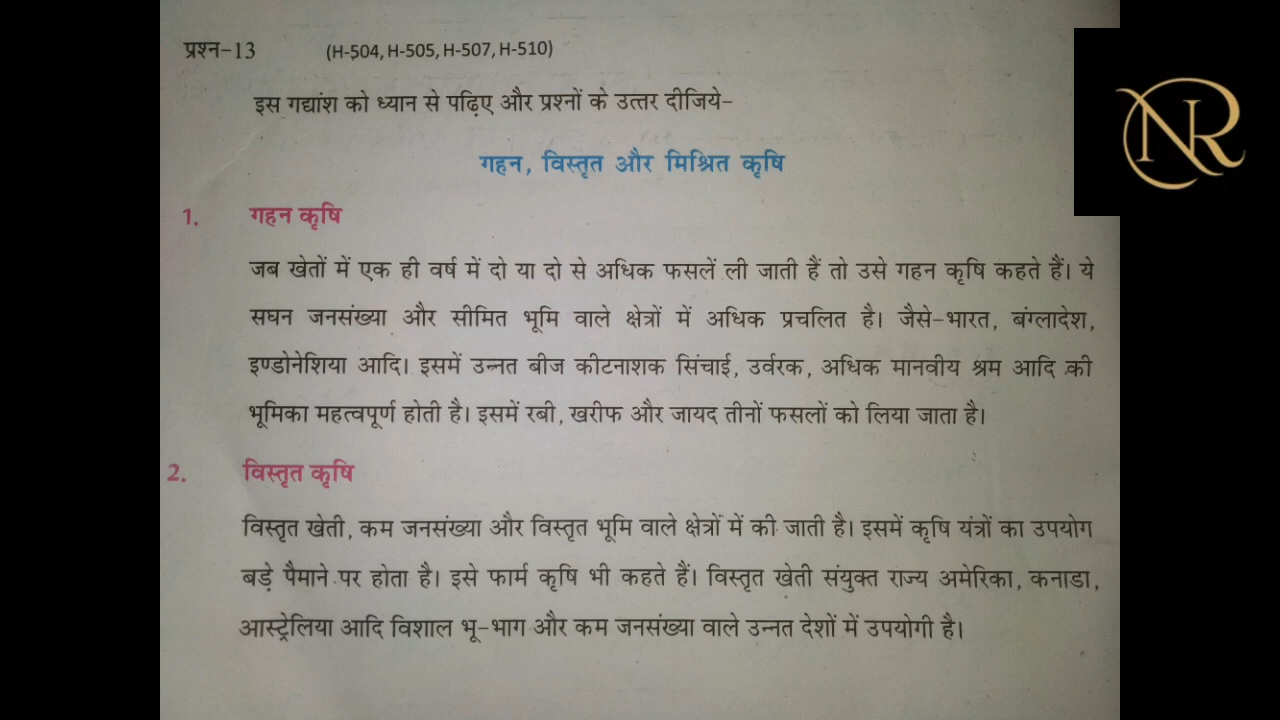 प्रश्न-13 (H-504, H-505, H-507, H-510)
इस गद्यांश को ध्यान से पढ़िए और प्रश्नों के उत्तर दीजिये-
गहन, विस्तृत और मिश्रित कृषि
1. गहन कृषि
जब खेतों में एक ही वर्ष में दो या दो से अधिक फसलें ली जाती हैं तो उसे गहन कृषि कहते हैं। ये
सघन जनसंख्या और सीमित भूमि वाले क्षेत्रों में अधिक प्रचलित है। जैसे-भारत, बंग्लादेश,
इण्डोनेशिया आदि। इसमें उन्नत बीज कीटनाशक सिंचाई, उर्वरक, अधिक मानवीय श्रम आदि की
भूमिका महत्वपूर्ण होती है। इसमें रबी, खरीफ और जायद तीनों फसलों को लिया जाता है।
2. विस्तृत कृषि
विस्तृत खेती, कम जनसंख्या और विस्तृत भूमि वाले क्षेत्रों में की जाती है। इसमें कृषि यंत्रों का उपयोग
बड़े पैमाने पर होता है। इसे फार्म कृषि भी कहते हैं। विस्तृत खेती संयुक्त राज्य अमेरिका, कनाडा,
आस्ट्रेलिया आदि विशाल भू-भाग और कम जनसंख्या वाले उन्नत देशों में उपयोगी है।
NR